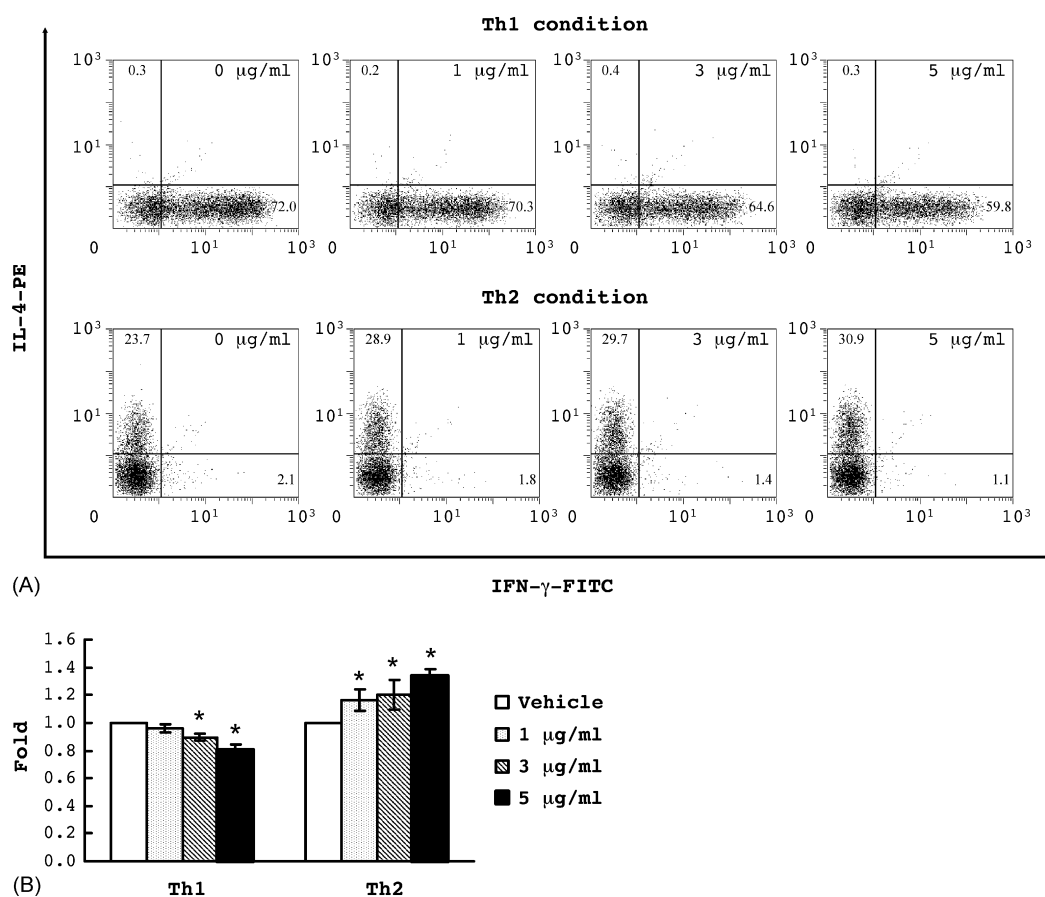 Th1 condition
10³ 0.3 0 µg/ml 10³ 0.2 1 µg/ml 10³ 0.4 3 µg/ml 10³ 0.3 5 µg/ml
10¹ 10¹ 10¹ 10¹
72.0 70.3 64.6 59.8
0 10¹ 10³ 0 10¹ 10³ 0 10¹ 10³ 0 10¹ 10³
IL-4-PE
Th2 condition
10³ 23.7 0 µg/ml 10³ 28.9 1 µg/ml 10³ 29.7 3 µg/ml 10³ 30.9 5 µg/ml
10¹ 10¹ 10¹ 10¹
2.1 1.8 1.4 1.1
0 10¹ 10³ 0 10¹ 10³ 0 10¹ 10³ 0 10¹ 10³
(A) IFN-γ-FITC
1.6
1.4 * * *
1.2
1.0 * *
0.8
0.6
0.4
0.2
0.0
Fold
Vehicle
1 µg/ml
3 µg/ml
5 µg/ml
(B) Th1 Th2